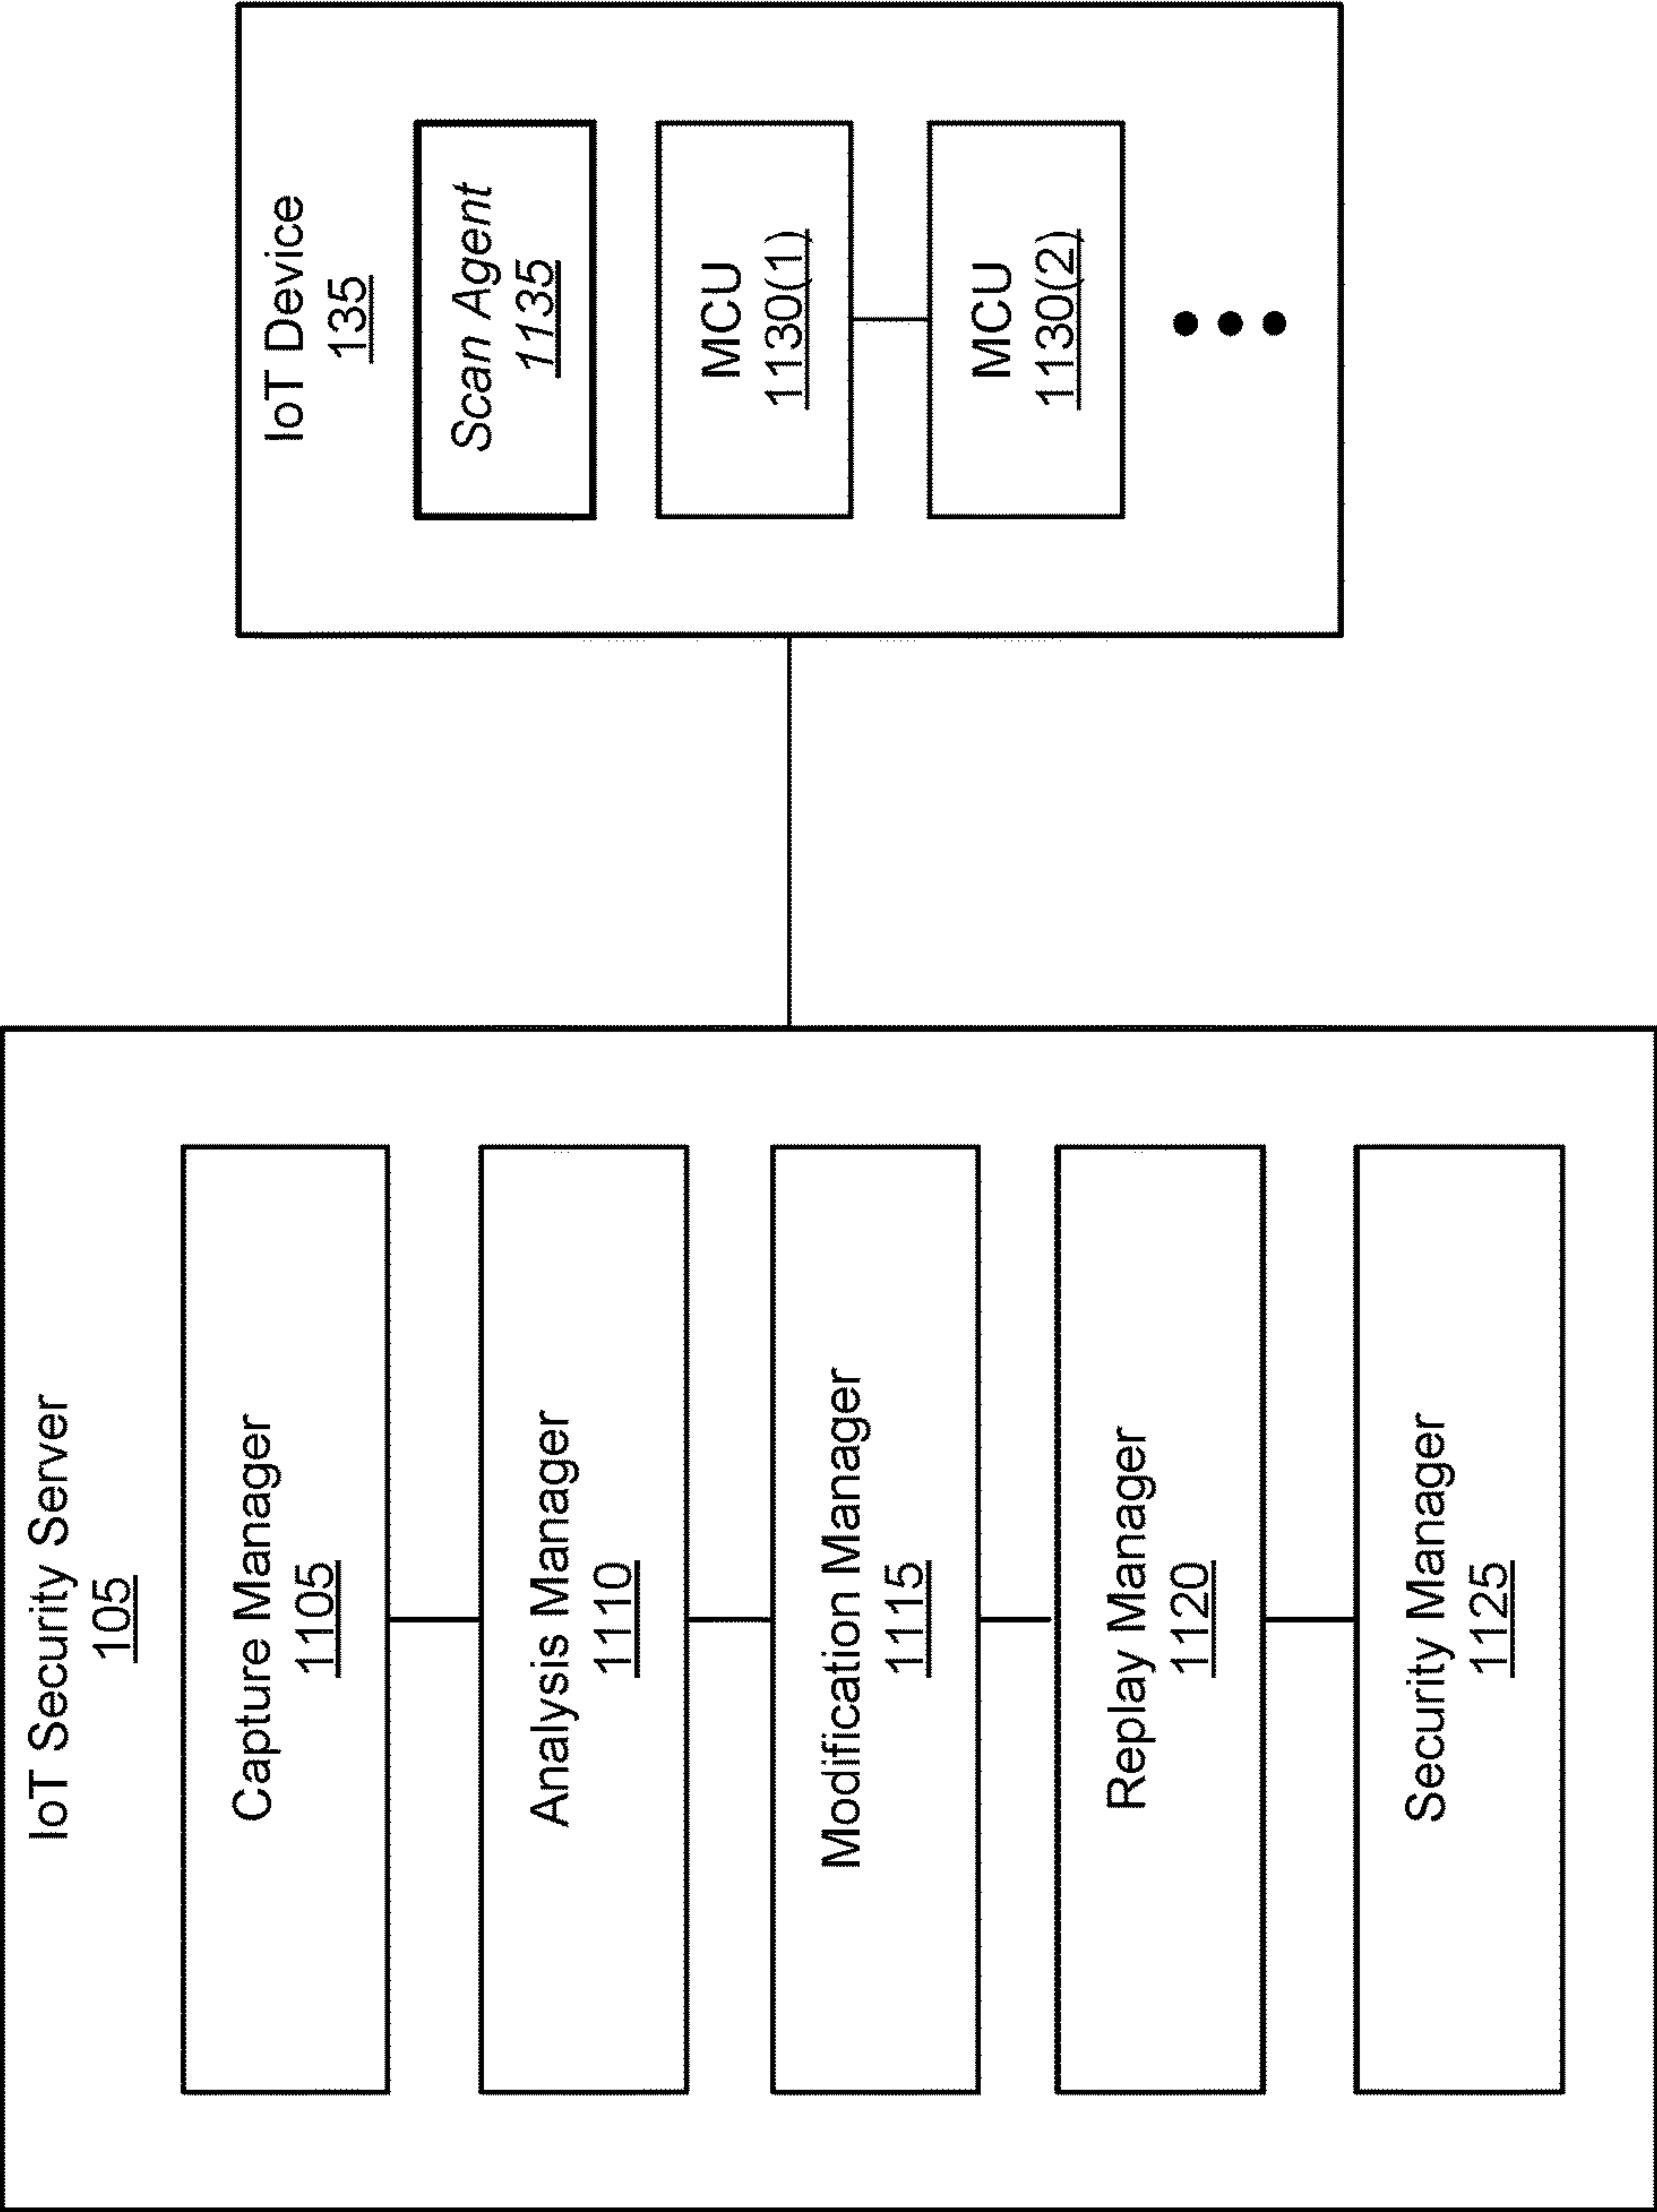 IoT Security Server
105
Capture Manager
1105
Analysis Manager
1110
Modification Manager
1115
Replay Manager
1120
Security Manager
1125
IoT Device
135
Scan Agent
1135
MCU
1130(1)
MCU
1130(2)